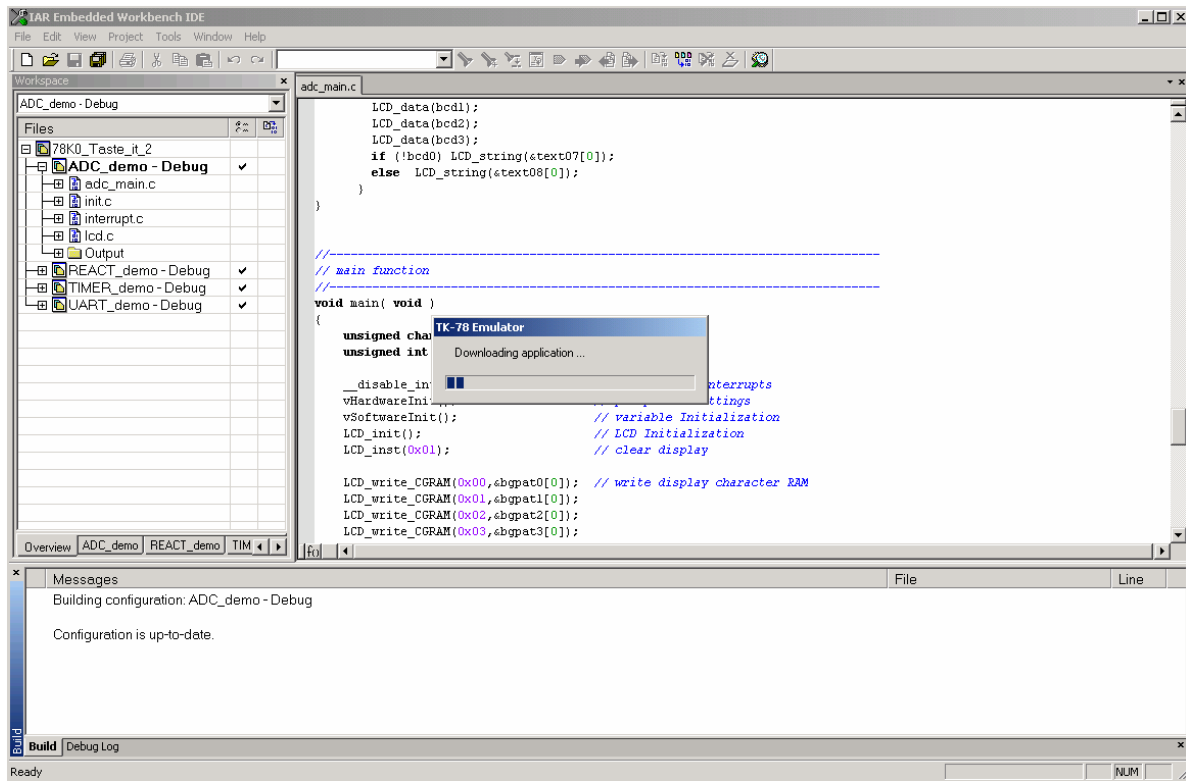 IAR Embedded Workbench IDE
File Edit View Project Tools Window Help
Workspace
ADC_demo - Debug
Files
78K0_Taste_it_2
ADC_demo - Debug
adc_main.c
init.c
interrupt.c
lcd.c
Output
REACT_demo - Debug
TIMER_demo - Debug
UART_demo - Debug
Overview ADC_demo REACT_demo TIM
adc_main.c
LCD_data(bcd1);
LCD_data(bcd2);
LCD_data(bcd3);
if (!bcd0) LCD_string(&text07[0]);
else LCD_string(&text08[0]);
}
}
//-----------------------------------------------------------------------------
// main function
//-----------------------------------------------------------------------------
void main( void )
{
unsigned cha
unsigned int
__disable_in nterrupts
vHardwareIni ttings
vSoftwareInit(); // variable Initialization
LCD_init(); // LCD Initialization
LCD_inst(0x01); // clear display
LCD_write_CGRAM(0x00,&bgpat0[0]); // write display character RAM
LCD_write_CGRAM(0x01,&bgpat1[0]);
LCD_write_CGRAM(0x02,&bgpat2[0]);
LCD_write_CGRAM(0x03,&bgpat3[0]);
TK-78 Emulator
Downloading application ...
Messages File Line
Building configuration: ADC_demo - Debug
Configuration is up-to-date.
Build
Build Debug Log
Ready NUM